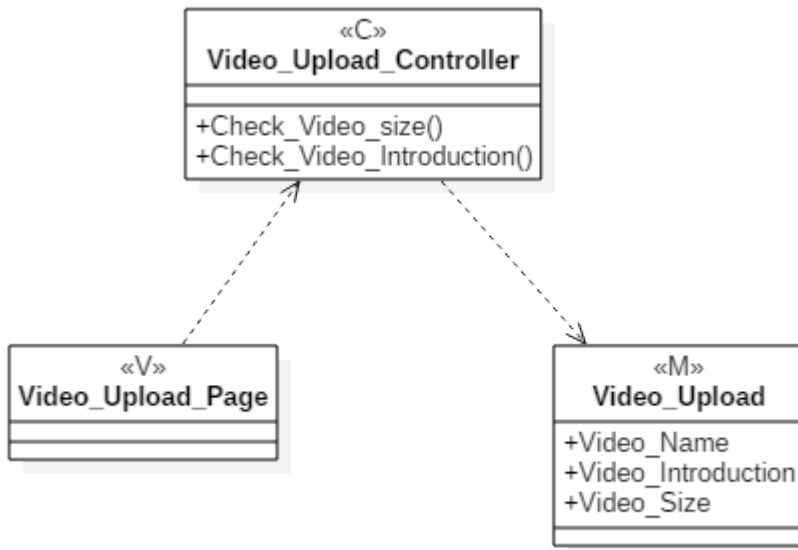 «C»
Video_Upload_Controller
+Check_Video_size()
+Check_Video_Introduction()
«V»
Video_Upload_Page
«M»
Video_Upload
+Video_Name
+Video_Introduction
+Video_Size